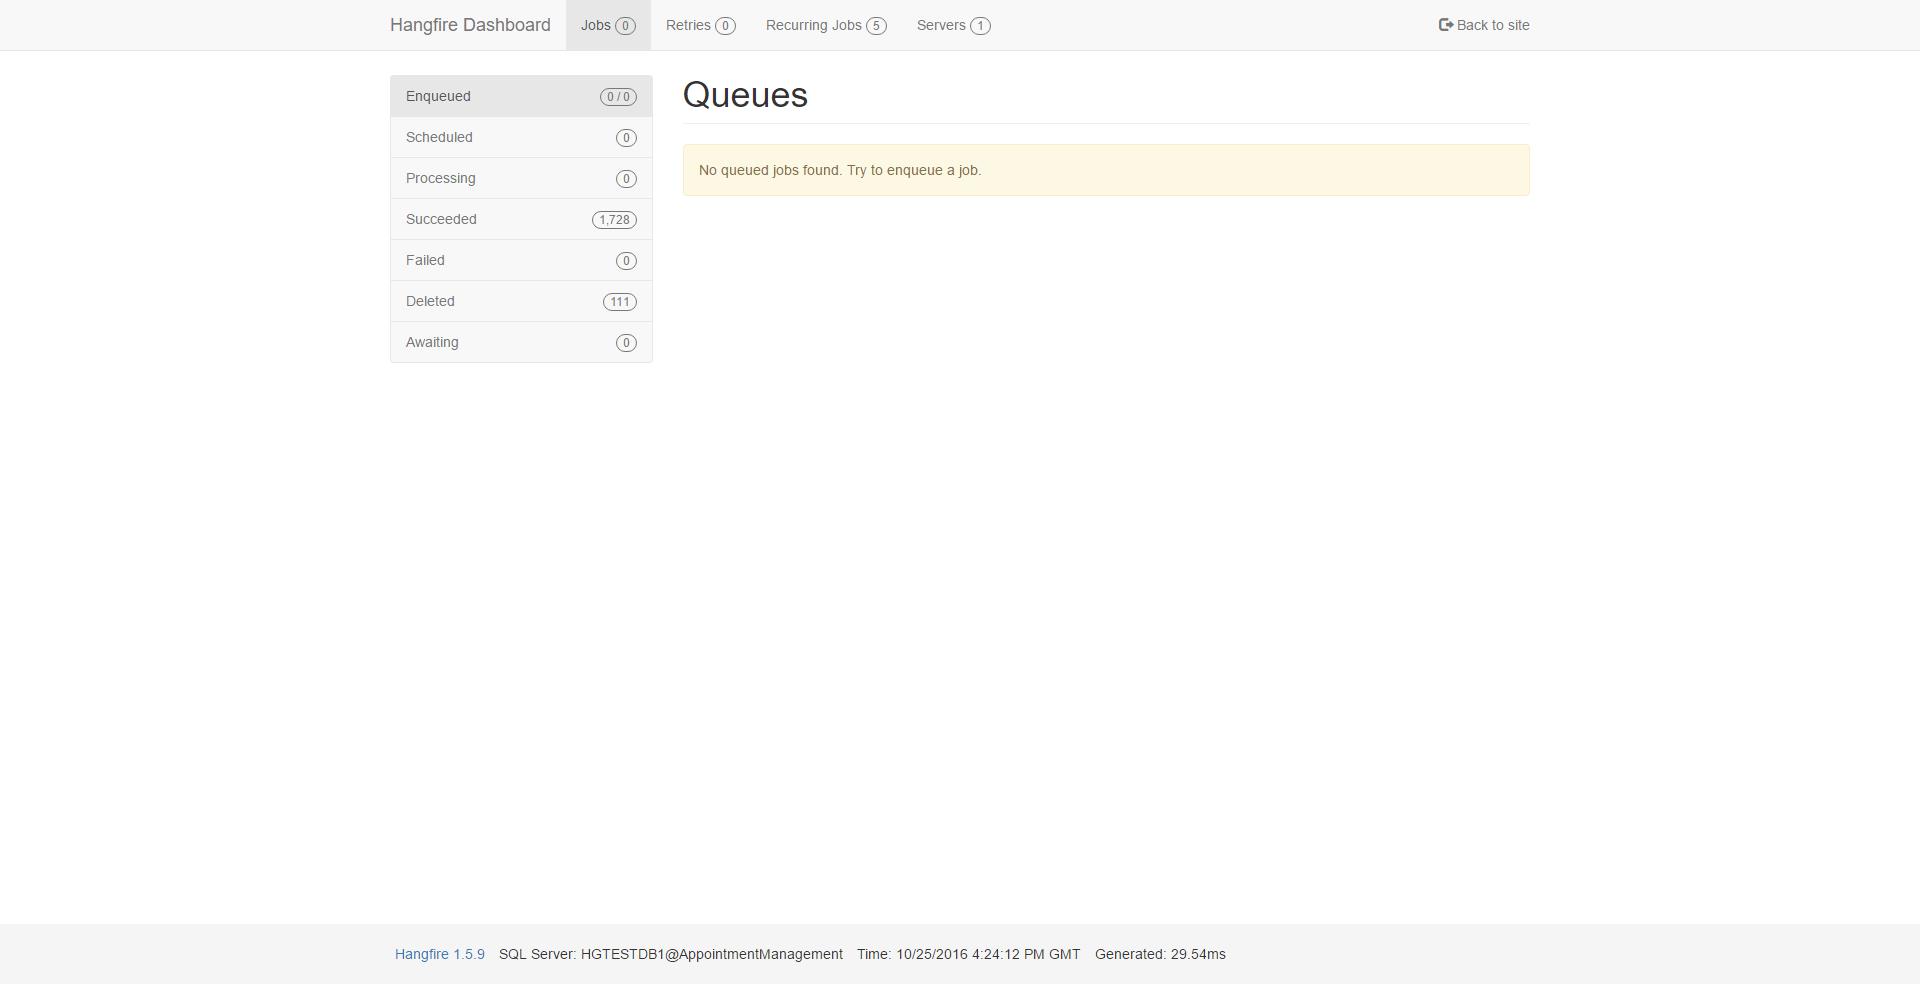 Hangfire Dashboard Jobs 0 Retries 0 Recurring Jobs 5 Servers 1 Back to site
Enqueued 0 / 0
Scheduled 0
Processing 0
Succeeded 1,728
Failed 0
Deleted 111
Awaiting 0
Queues
No queued jobs found. Try to enqueue a job.
Hangfire 1.5.9 SQL Server: HGTESTDB1@AppointmentManagement Time: 10/25/2016 4:24:12 PM GMT Generated: 29.54ms